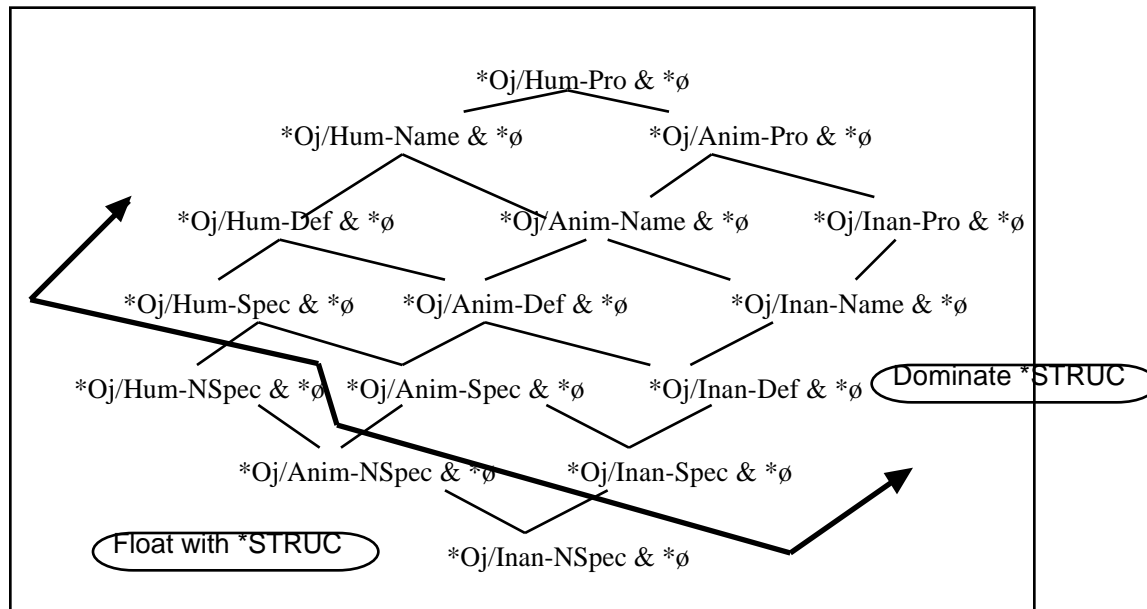 *Oj/Hum-Pro & *ø
*Oj/Hum-Name & *ø *Oj/Anim-Pro & *ø
*Oj/Hum-Def & *ø *Oj/Anim-Name & *ø *Oj/Inan-Pro & *ø
*Oj/Hum-Spec & *ø *Oj/Anim-Def & *ø *Oj/Inan-Name & *ø
*Oj/Hum-NSpec & *ø *Oj/Anim-Spec & *ø *Oj/Inan-Def & *ø Dominate *STRUC
*Oj/Anim-NSpec & *ø *Oj/Inan-Spec & *ø
Float with *STRUC *Oj/Inan-NSpec & *ø